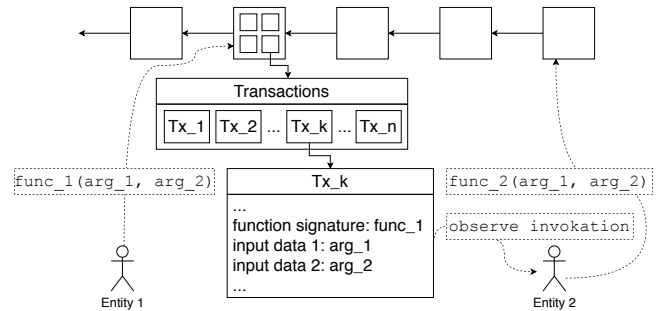 Transactions
Tx_1 Tx_2 ... Tx_k ... Tx_n
func_1(arg_1, arg_2)
Tx_k
...
function signature: func_1
input data 1: arg_1
input data 2: arg_2
...
func_2(arg_1, arg_2)
observe invokation
Entity 1
Entity 2